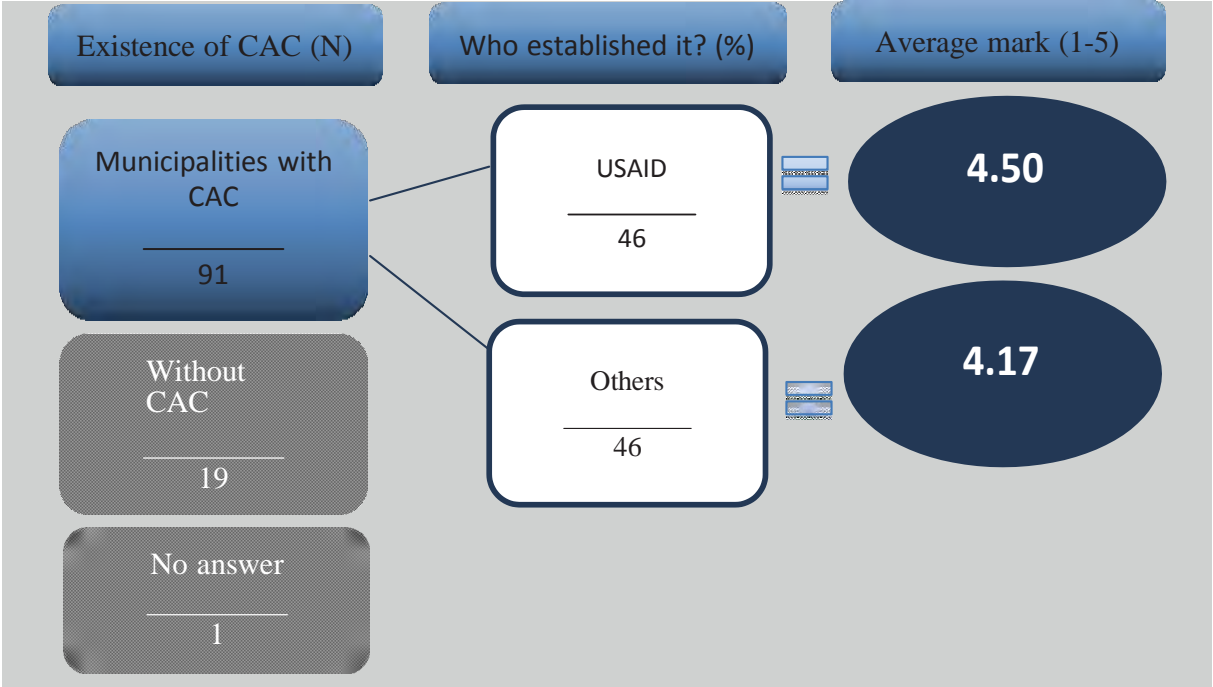 Existence of CAC (N)
Who established it? (%)
Average mark (1-5)
Municipalities with
CAC
91
USAID
46
4.50
Others
46
4.17
Without
CAC
19
No answer
1